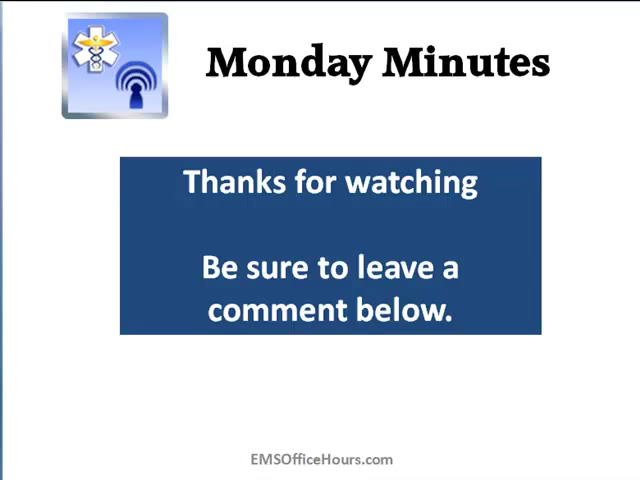 Monday Minutes
Thanks for watching
Be sure to leave a
comment below.
EMSOfficeHours.com